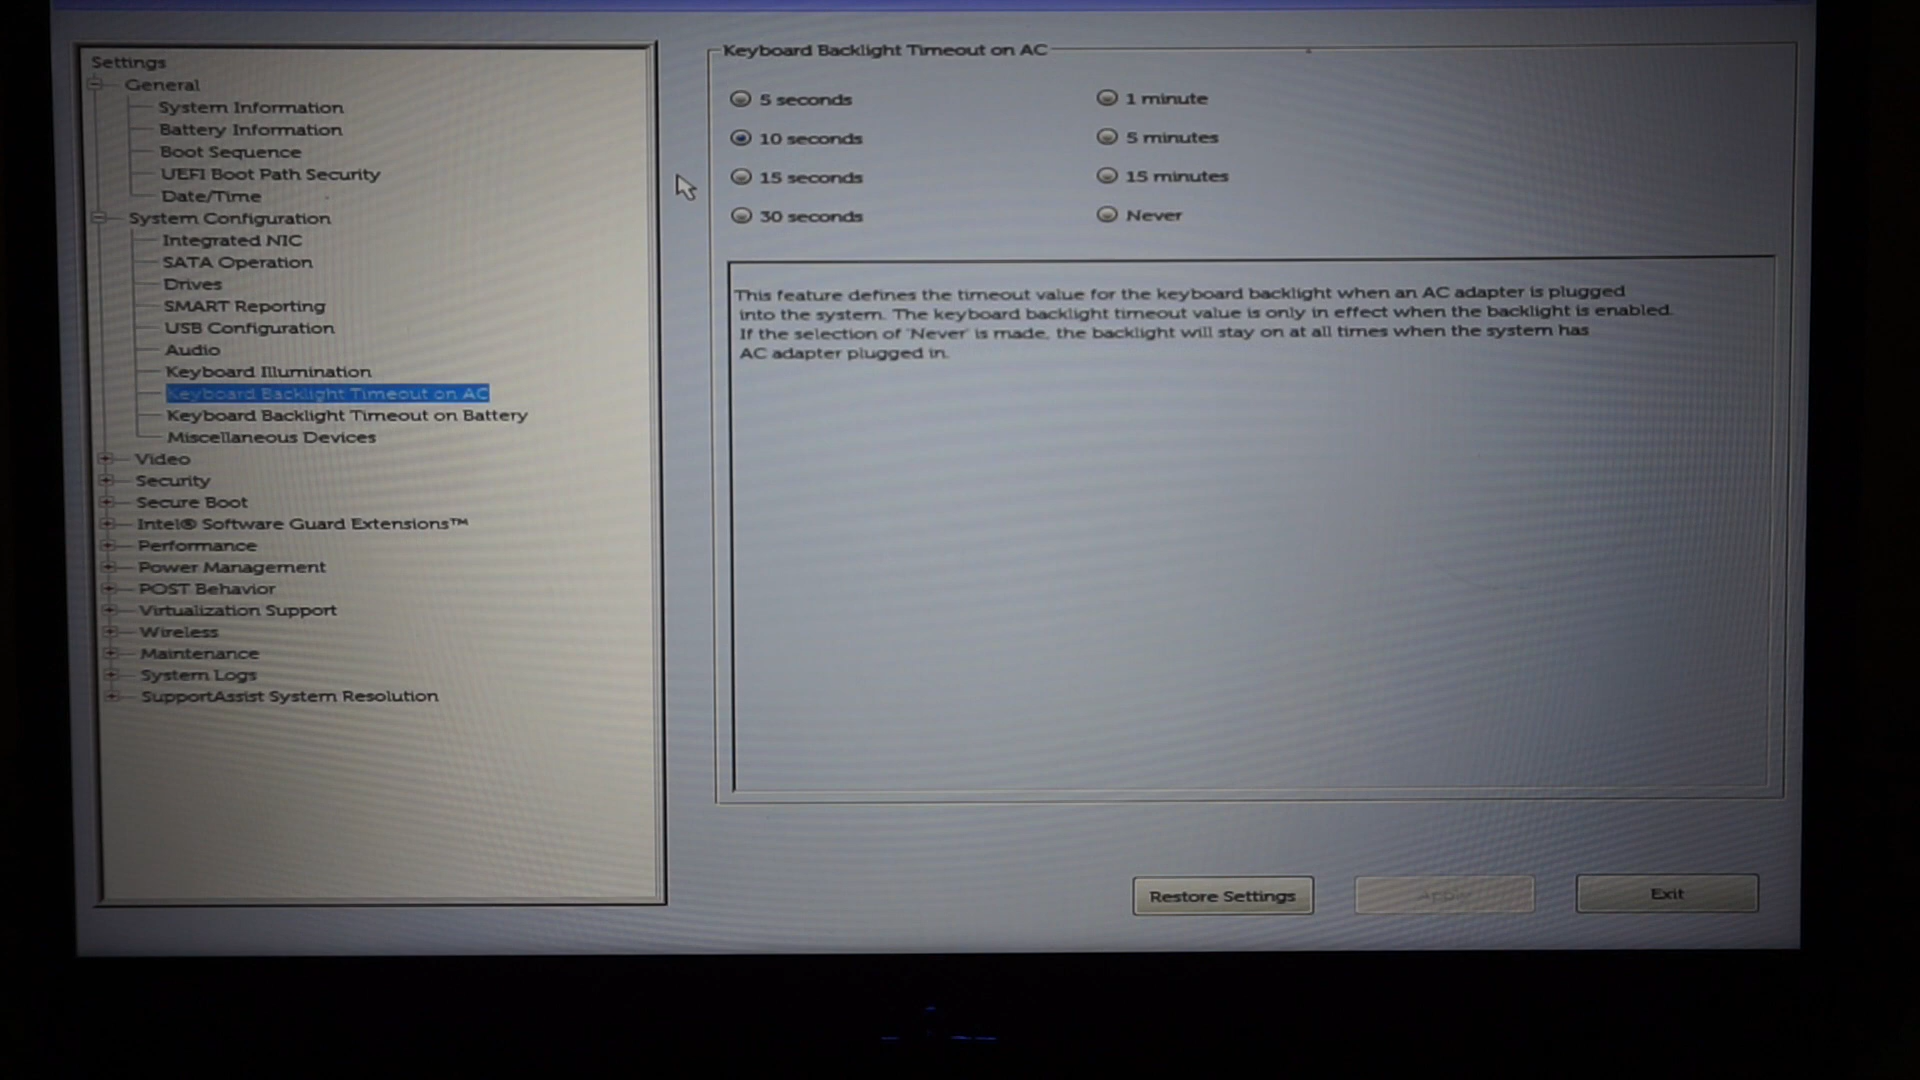 Settings
General
System Information
Battery Information
Boot Sequence
UEFI Boot Path Security
Date/Time
System Configuration
Integrated NIC
SATA Operation
Drives
SMART Reporting
USB Configuration
Audio
Keyboard Illumination
Keyboard Backlight Timeout on AC
Keyboard Backlight Timeout on Battery
Miscellaneous Devices
Video
Security
Secure Boot
Intel® Software Guard Extensions™
Performance
Power Management
POST Behavior
Virtualization Support
Wireless
Maintenance
System Logs
SupportAssist System Resolution
Keyboard Backlight Timeout on AC
5 seconds
1 minute
10 seconds
5 minutes
15 seconds
15 minutes
30 seconds
Never
This feature defines the timeout value for the keyboard backlight when an AC adapter is plugged
into the system. The keyboard backlight timeout value is only in effect when the backlight is enabled.
If the selection of 'Never' is made, the backlight will stay on at all times when the system has
AC adapter plugged in.
Restore Settings
Apply
Exit